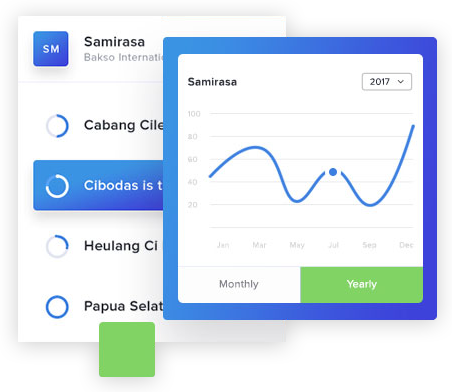 SM
Samirasa
Bakso Internatio
Cabang Cile
Cibodas is t
Heulang Ci
Papua Selat
Samirasa
2017
100
80
60
40
20
Jan Mar May Jul Sep Dec
Monthly Yearly